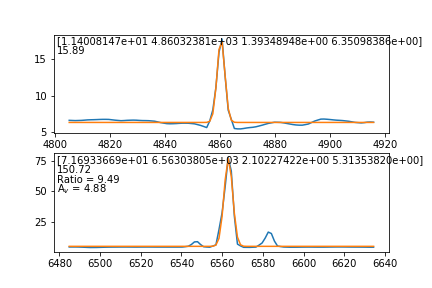 [1.14008147e+01 4.86032381e+03 1.39348948e+00 6.35098386e+00]
15.89
15
10
5
4800 4820 4840 4860 4880 4900 4920
[7.16933669e+01 6.56303805e+03 2.10227422e+00 5.31353820e+00]
150.72
Ratio = 9.49
Av = 4.88
75
50
25
6480 6500 6520 6540 6560 6580 6600 6620 6640